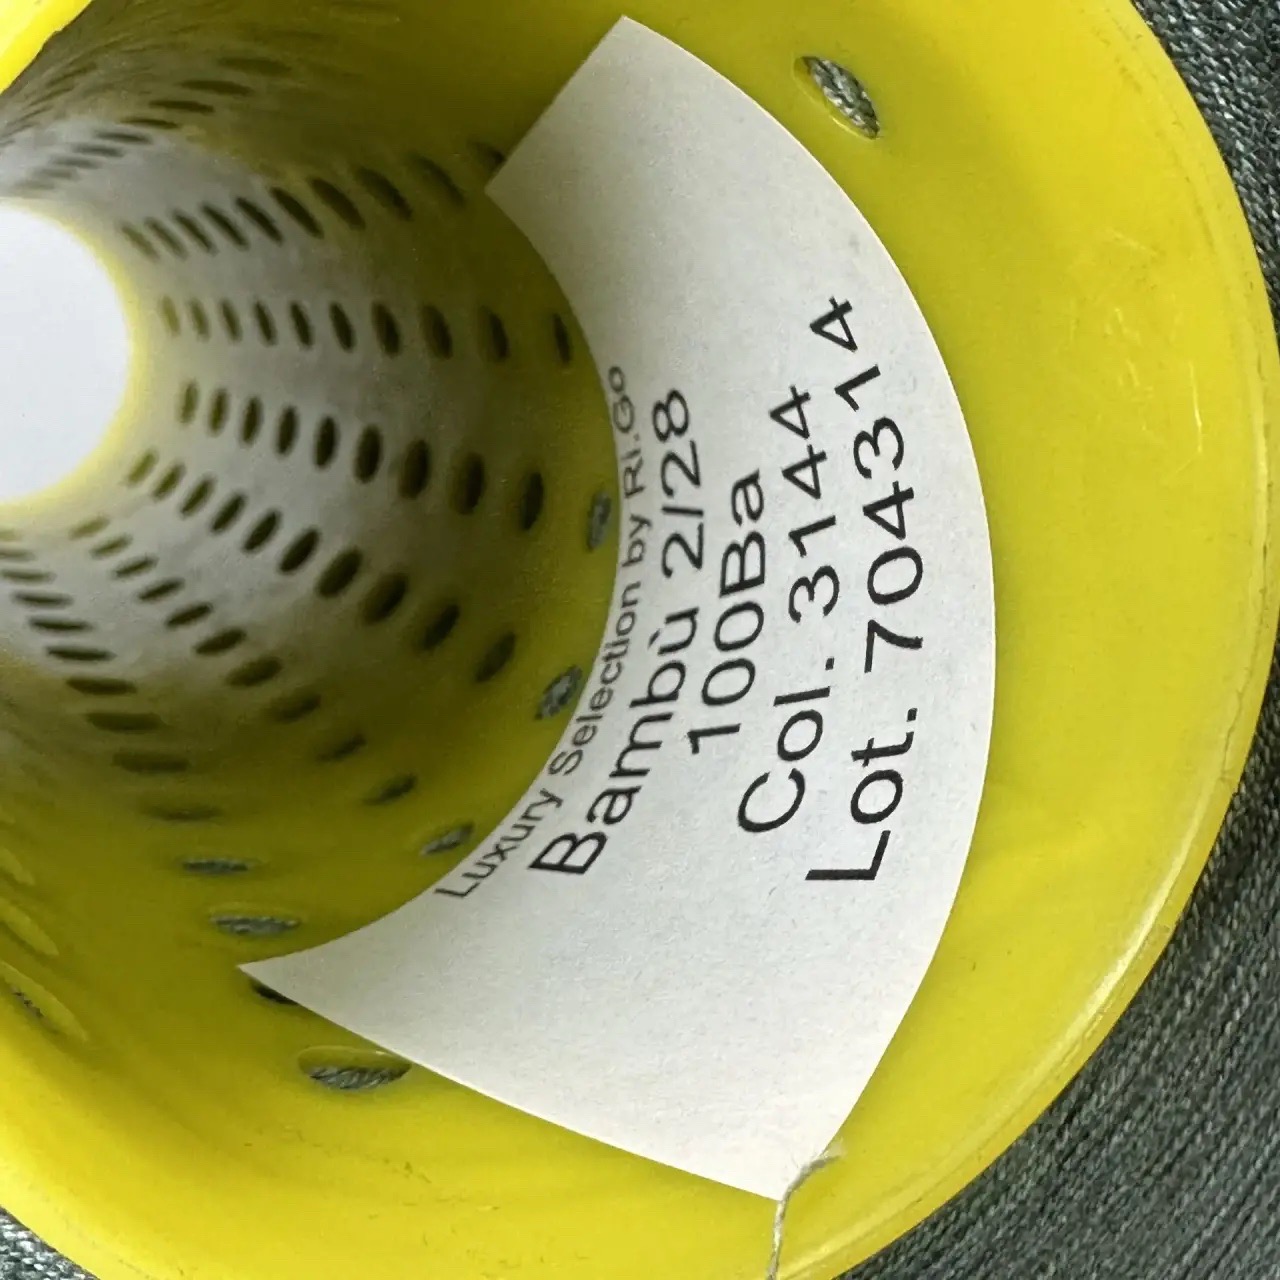 Luxury Selection by Ri.Go
Bambù 2/28
100Ba
Col. 3144
Lot. 704314